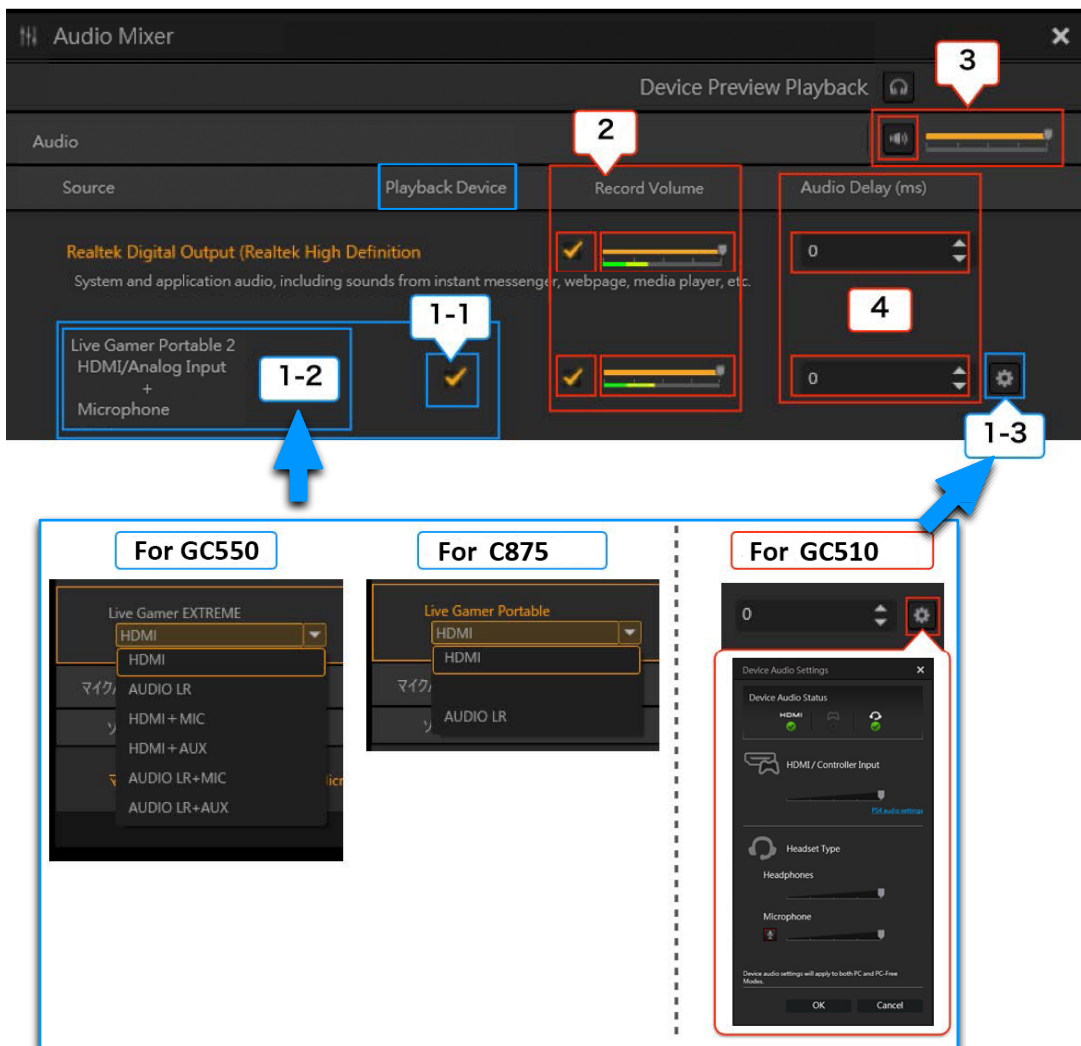 Audio Mixer
3
Device Preview Playback
2
Audio
Source Playback Device Record Volume Audio Delay (ms)
Realtek Digital Output (Realtek High Definition
0
System and application audio, including sounds from instant messenger, webpage, media player, etc.
1-1
4
Live Gamer Portable 2
HDMI/Analog Input
+
Microphone
1-2
0
1-3
For GC550
Live Gamer EXTREME
HDMI
HDMI
マイク/
AUDIO LR
ソ
HDMI+MIC
HDMI+AUX
AUDIO LR+MIC
AUDIO LR+AUX
For C875
Live Gamer Portable
HDMI
HDMI
マイク/
AUDIO LR
For GC510
0
Device Audio Settings
Device Audio Status
HDMI
HDMI / Controller Input
PS4 audio settings
Headset Type
Headphones
Microphone
Device audio settings will apply to both PC and PC-Free
Modes.
OK Cancel